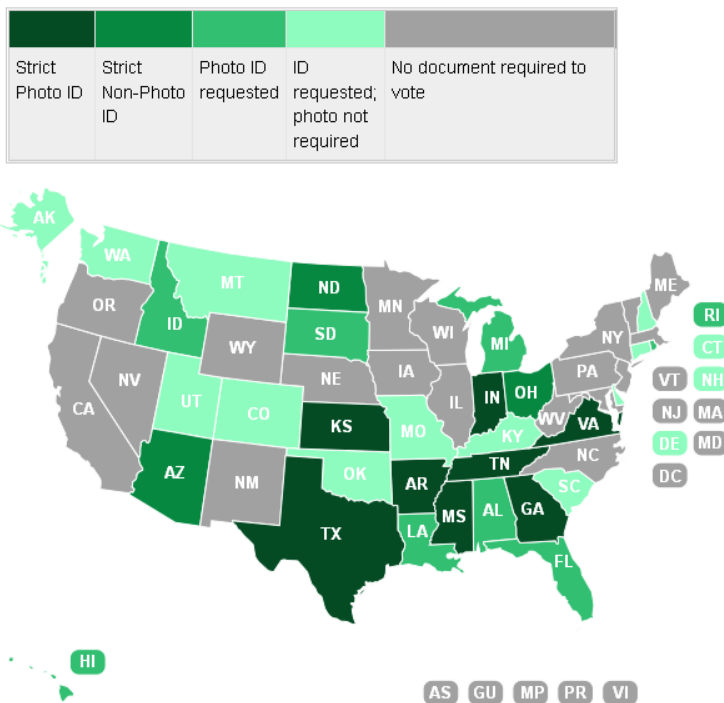 Strict Photo ID
Strict Non-Photo ID
Photo ID requested
ID requested; photo not required
No document required to vote
AK
WA
MT
ND
MN
ME
OR
ID
SD
WI
MI
NY
RI
CT
WY
NE
IA
PA
VT
NH
NV
UT
CO
KS
MO
IL
IN
OH
WV
VA
KY
NJ
MA
CA
DE
MD
AZ
NM
OK
AR
TN
NC
DC
TX
LA
MS
AL
GA
SC
FL
HI
AS
GU
MP
PR
VI